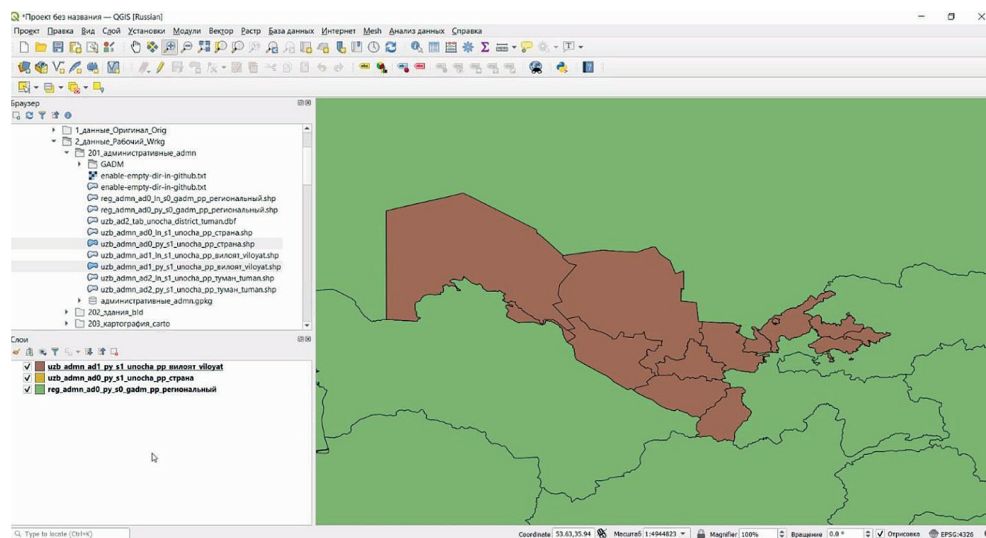 *Проект без названия — QGIS [Russian]
Проект Правка Вид Слой Установки Модули Вектор Растр База данных Интернет Mesh Анализ данных Справка
Браузер
1_данные_Оригинал_Orig
2_данные_Рабочий_Wrkg
201_административные_admn
GADM
enable-empty-dir-in-github.txt
enable-empty-dir-in-github.txt
reg_admn_ad0_ln_s0_gadm_pp_региональный.shp
reg_admn_ad0_py_s0_gadm_pp_региональный.shp
uzb_ad2_tab_unocha_district_tuman.dbf
uzb_admn_ad0_ln_s1_unocha_pp_страна.shp
uzb_admn_ad0_py_s1_unocha_pp_страна.shp
uzb_admn_ad1_ln_s1_unocha_pp_вилоят_viloyat.shp
uzb_admn_ad1_py_s1_unocha_pp_вилоят_viloyat.shp
uzb_admn_ad2_ln_s1_unocha_pp_туман_tuman.shp
uzb_admn_ad2_py_s1_unocha_pp_туман_tuman.shp
административные_admn.gpkg
202_здания_bld
203_картография_carto
Слои
uzb_admn_ad1_py_s1_unocha_pp_вилоят_viloyat
uzb_admn_ad0_py_s1_unocha_pp_страна
reg_admn_ad0_py_s0_gadm_pp_региональный
Type to locate (Ctrl+K)
Coordinate 53.63,35.94 Масштаб 1:4944823 Magnifier 100% Вращение 0.0 ° Отрисовка EPSG:4326